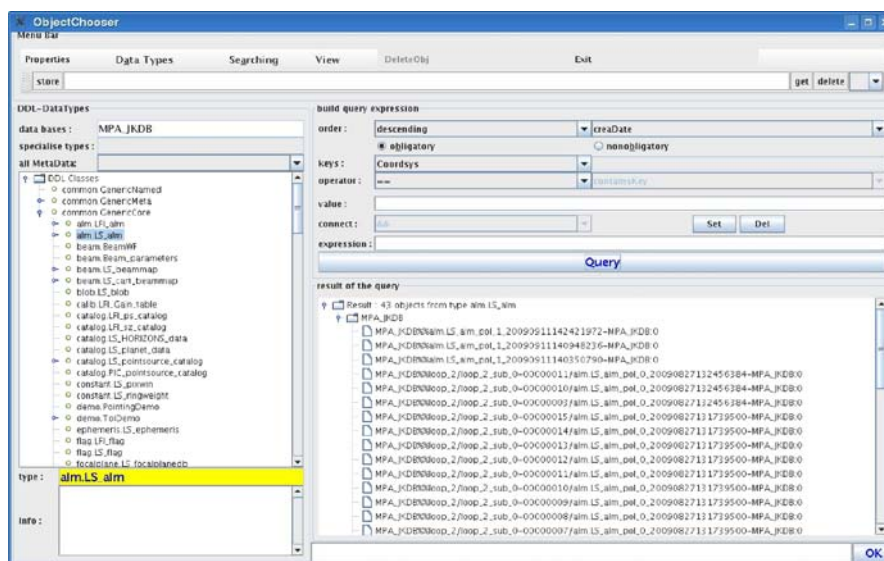 ObjectChooser
Menu Bar
Properties Data Types Searching View DeleteObj Exit
store get delete
DDL-DataTypes
data bases : MPA_JKDB
specialise types :
all MetaData:
DDL Classes
common.GenericNamed
common.GenericMeta
common.GenericCore
alm.LFI_alm
alm.LS_alm
beam.BeamWF
beam.Beam_parameters
beam.LS_beammap
beam.LS_cart_beammap
blob.LS_blob
calib.LFI_Gain_table
catalog.LFI_ps_catalog
catalog.LFI_sz_catalog
catalog.LS_HORIZONS_data
catalog.LS_planet_data
catalog.LS_pointsource_catalog
catalog.PIC_pointsource_catalog
constant.LS_pixwin
constant.LS_ringweight
demo.PointingDemo
demo.ToiDemo
ephemeris.LS_ephemeris
flag.LFI_flag
flag.LS_flag
focalplane.LS_focalplanedb
type : alm.LS_alm
info :
build query expression
order : descending creaDate
obligatory nonobligatory
keys : Coordsys
operator : == containsKey
value :
connect : && Set Del
expression :
Query
result of the query
Result : 43 objects from type alm.LS_alm
MPA_JKDB
MPA_JKDB%%alm.LS_alm_pol_1_20090911142421972-MPA_JKDB:0
MPA_JKDB%%alm.LS_alm_pol_1_20090911140948236-MPA_JKDB:0
MPA_JKDB%%alm.LS_alm_pol_1_20090911140350790-MPA_JKDB:0
MPA_JKDB%%loop_2/loop_2_sub_0-00000011/alm.LS_alm_pol_0_20090827132456384-MPA_JKDB:0
MPA_JKDB%%loop_2/loop_2_sub_0-00000010/alm.LS_alm_pol_0_20090827132456384-MPA_JKDB:0
MPA_JKDB%%loop_2/loop_2_sub_0-00000003/alm.LS_alm_pol_0_20090827132456384-MPA_JKDB:0
MPA_JKDB%%loop_2/loop_2_sub_0-00000015/alm.LS_alm_pol_0_20090827131739500-MPA_JKDB:0
MPA_JKDB%%loop_2/loop_2_sub_0-00000014/alm.LS_alm_pol_0_20090827131739500-MPA_JKDB:0
MPA_JKDB%%loop_2/loop_2_sub_0-00000013/alm.LS_alm_pol_0_20090827131739500-MPA_JKDB:0
MPA_JKDB%%loop_2/loop_2_sub_0-00000012/alm.LS_alm_pol_0_20090827131739500-MPA_JKDB:0
MPA_JKDB%%loop_2/loop_2_sub_0-00000011/alm.LS_alm_pol_0_20090827131739500-MPA_JKDB:0
MPA_JKDB%%loop_2/loop_2_sub_0-00000010/alm.LS_alm_pol_0_20090827131739500-MPA_JKDB:0
MPA_JKDB%%loop_2/loop_2_sub_0-00000009/alm.LS_alm_pol_0_20090827131739500-MPA_JKDB:0
MPA_JKDB%%loop_2/loop_2_sub_0-00000008/alm.LS_alm_pol_0_20090827131739500-MPA_JKDB:0
MPA_JKDB%%loop_2/loop_2_sub_0-00000007/alm.LS_alm_pol_0_20090827131739500-MPA_JKDB:0
OK